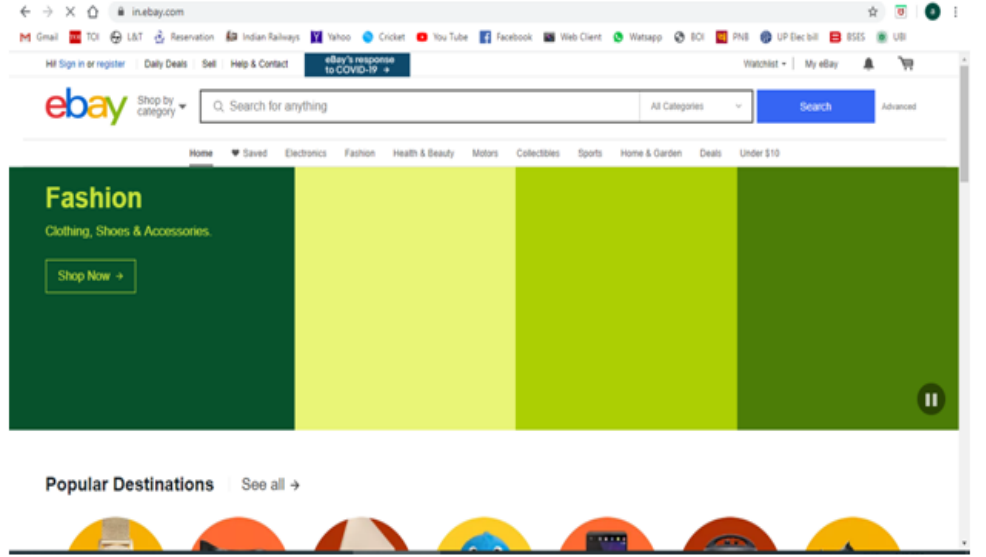 in.ebay.com
Gmail TOI L&T Reservation Indian Railways Yahoo Cricket You Tube Facebook Web Client Watsapp BOI PNB UP Elec bill BSES UBI
Hi! Sign in or register Daily Deals Sell Help & Contact eBay's response to COVID-19 → Watchlist My eBay
ebay Shop by category Search for anything All Categories Search Advanced
Home Saved Electronics Fashion Health & Beauty Motors Collectibles Sports Home & Garden Deals Under $10
Fashion
Clothing, Shoes & Accessories.
Shop Now →
Popular Destinations See all →